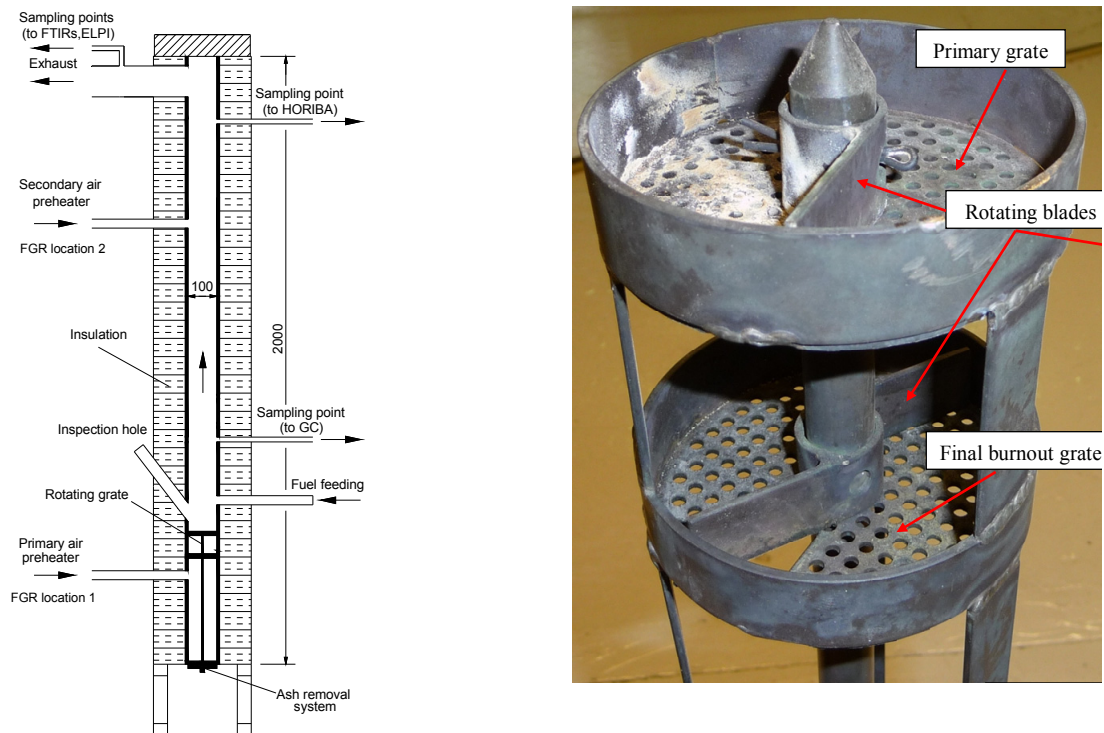 Sampling points
(to FTIRs,ELPI)
Exhaust
Sampling point
(to HORIBA)
Secondary air
preheater
FGR location 2
100
2000
Insulation
Sampling point
(to GC)
Inspection hole
Fuel feeding
Rotating grate
Primary air
preheater
FGR location 1
Ash removal
system
Primary grate
Rotating blades
Final burnout grate